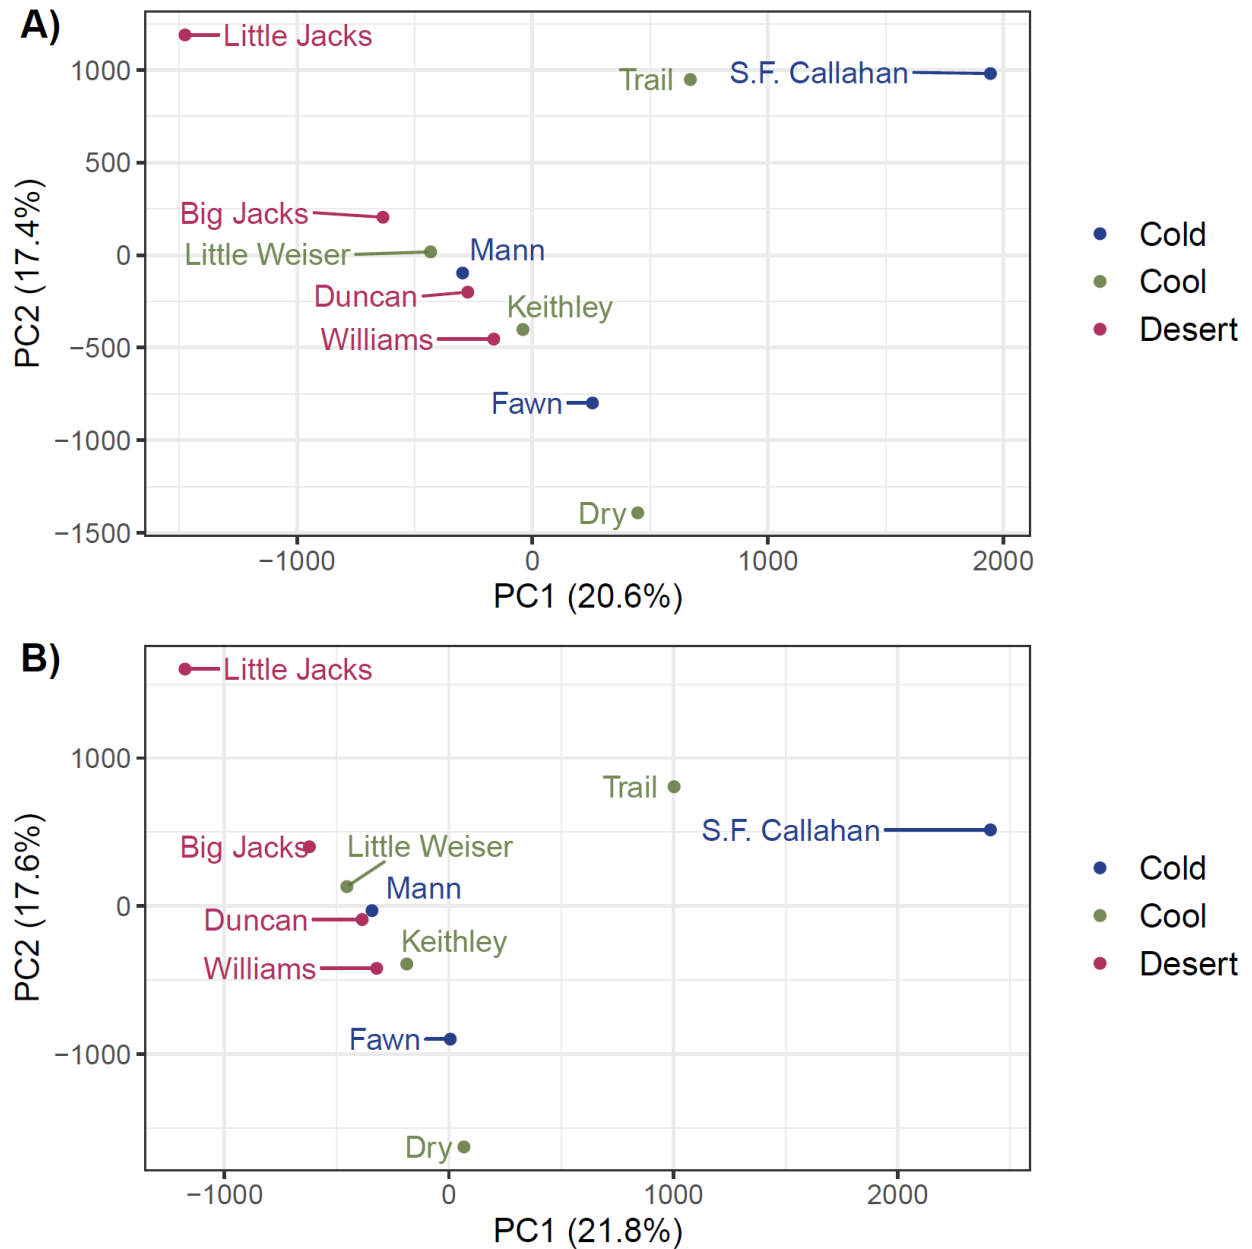 A)
Little Jacks
Trail
S.F. Callahan
Big Jacks
Little Weiser
Mann
Duncan
Keithley
Williams
Fawn
Dry
1000
500
0
−500
−1000
−1500
PC2 (17.4%)
−1000 0 1000 2000
PC1 (20.6%)
Cold
Cool
Desert
B)
Little Jacks
Trail
S.F. Callahan
Big Jacks
Little Weiser
Mann
Duncan
Keithley
Williams
Fawn
Dry
1000
0
−1000
PC2 (17.6%)
−1000 0 1000 2000
PC1 (21.8%)
Cold
Cool
Desert